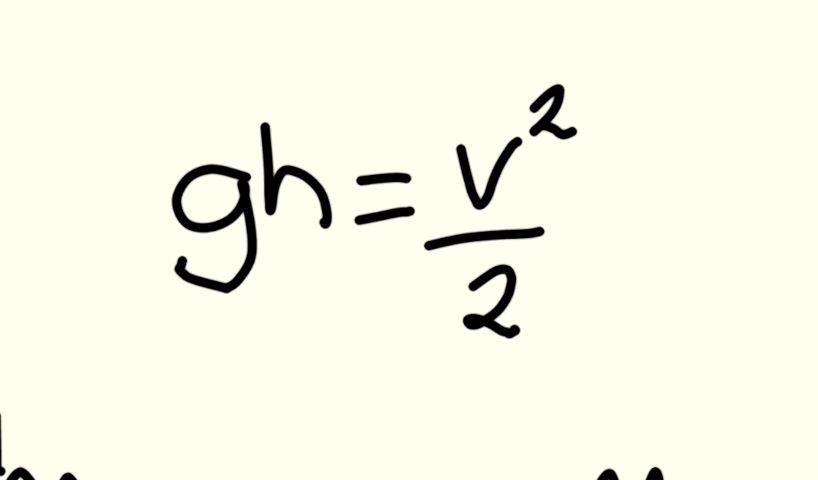 gh = v²/2